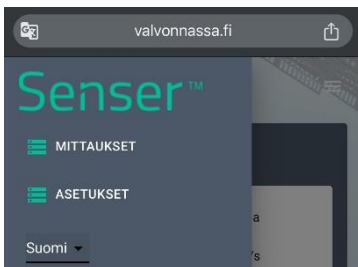 valvonnassa.fi
Senser™
MITTAUKSET
ASETUKSET
Suomi
a
's